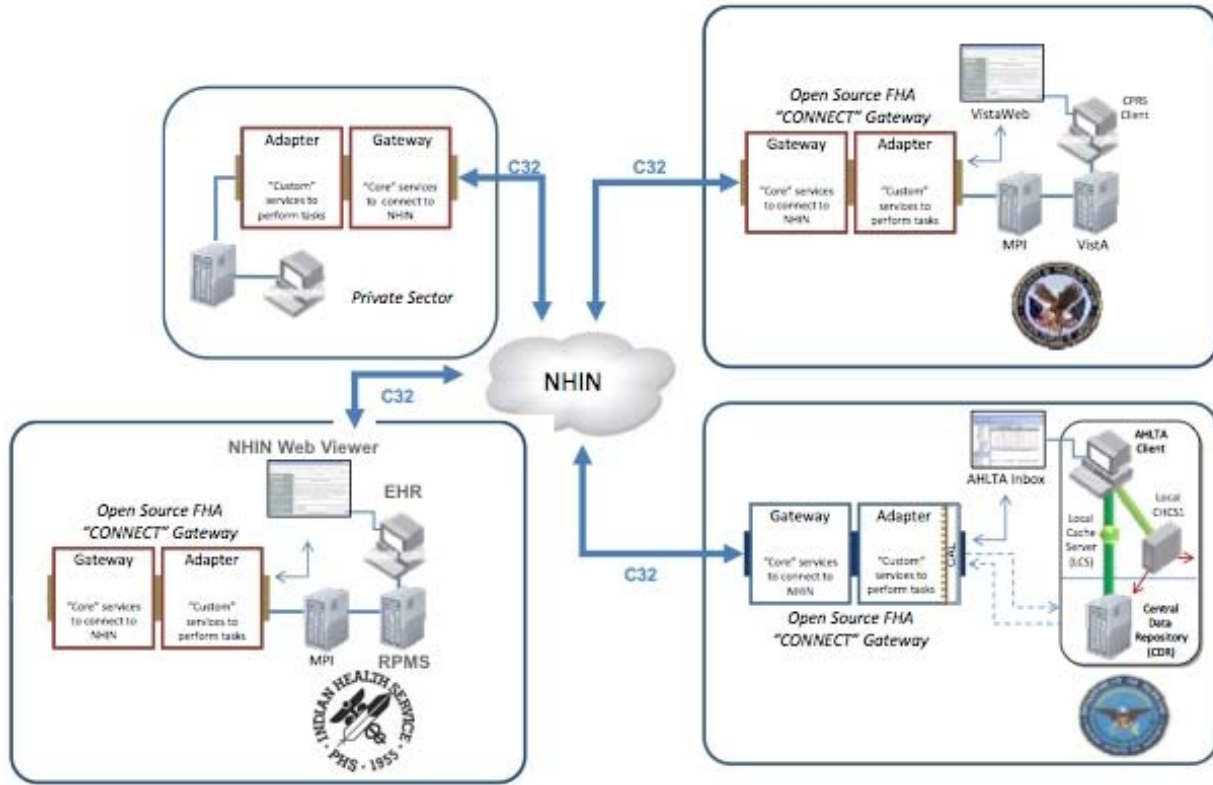 Adapter
"Custom"
services to
perform tasks
Gateway
"Core" services
to connect to
NHIN
C32
Private Sector
Open Source FHA
"CONNECT" Gateway
Gateway
"Core" services
to connect to
NHIN
Adapter
"Custom"
services to
perform tasks
C32
VistaWeb
CPRS
Client
MPI
VistA
NHIN
C32
NHIN Web Viewer
EHR
Open Source FHA
"CONNECT" Gateway
Gateway
"Core" services
to connect to
NHIN
Adapter
"Custom"
services to
perform tasks
MPI
RPMS
INDIAN HEALTH SERVICE
PHS - 1955
C32
Gateway
"Core" services
to connect to
NHIN
Adapter
"Custom"
services to
perform tasks
CAL
Open Source FHA
"CONNECT" Gateway
AHLTA Inbox
AHLTA
Client
Local
CHCS1
Local
Cache
Server
(LCS)
Central
Data
Repository
(CDR)